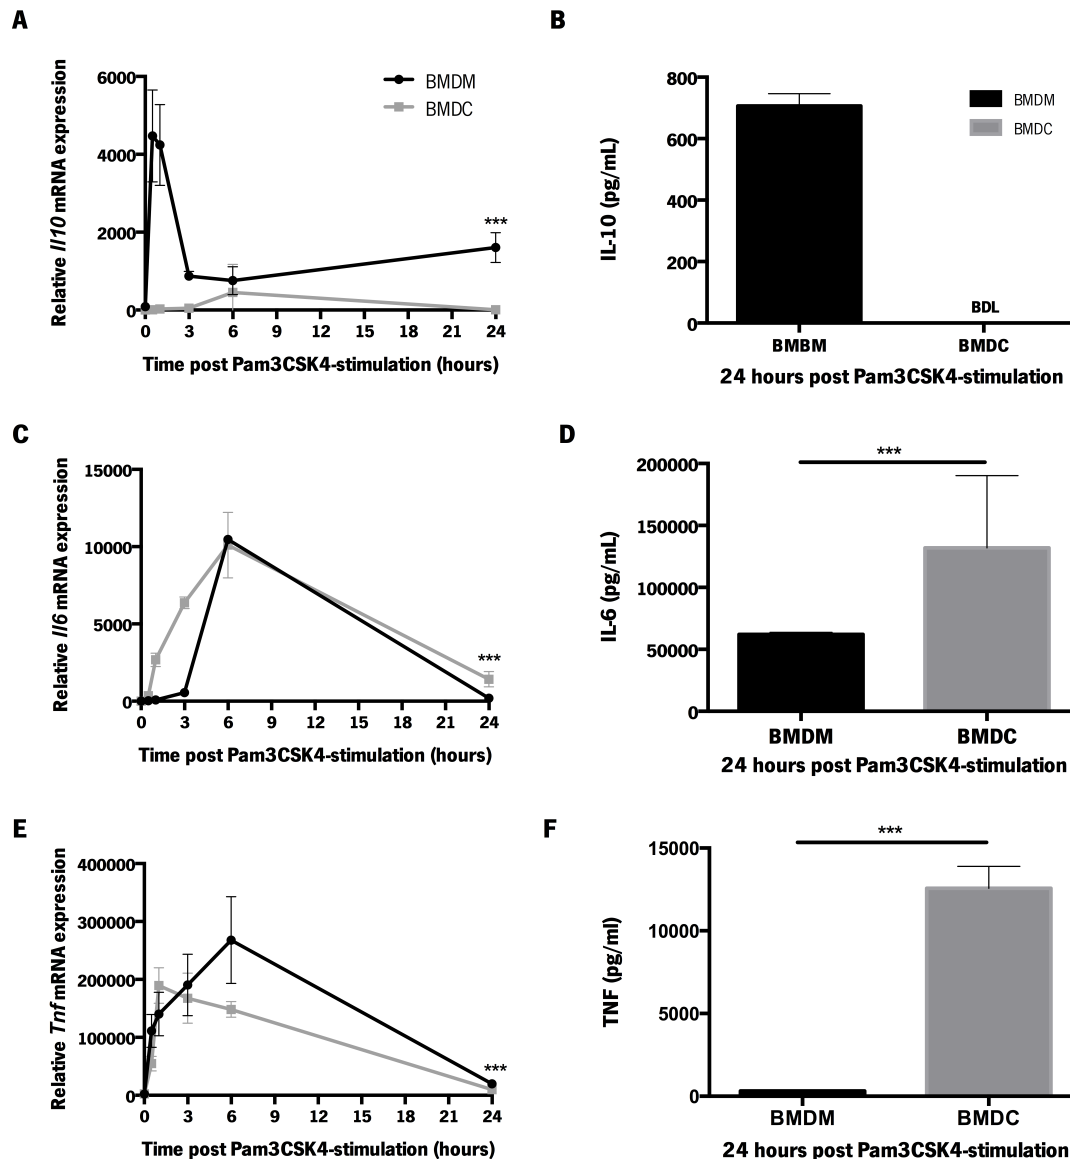 A
Relative Il10 mRNA expression
6000
4000
2000
0
BMDM
BMDC
***
0 3 6 9 12 15 18 21 24
Time post Pam3CSK4-stimulation (hours)
B
IL-10 (pg/mL)
800
600
400
200
0
BMDM
BMDC
BDL
BMBM BMDC
24 hours post Pam3CSK4-stimulation
C
Relative Il6 mRNA expression
15000
10000
5000
0
***
0 3 6 9 12 15 18 21 24
Time post Pam3CSK4-stimulation (hours)
D
IL-6 (pg/mL)
200000
150000
100000
50000
0
***
BMDM BMDC
24 hours post Pam3CSK4-stimulation
E
Relative Tnf mRNA expression
400000
300000
200000
100000
0
***
0 3 6 9 12 15 18 21 24
Time post Pam3CSK4-stimulation (hours)
F
TNF (pg/ml)
15000
10000
5000
0
***
BMDM BMDC
24 hours post Pam3CSK4-stimulation